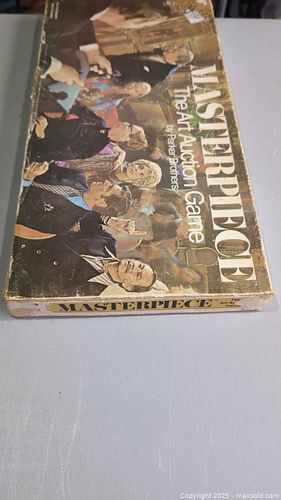 MASTERPIECE
The Art Auction Game
by Parker Brothers
MASTERPIECE
Copyright © 2025 - maxsold.com